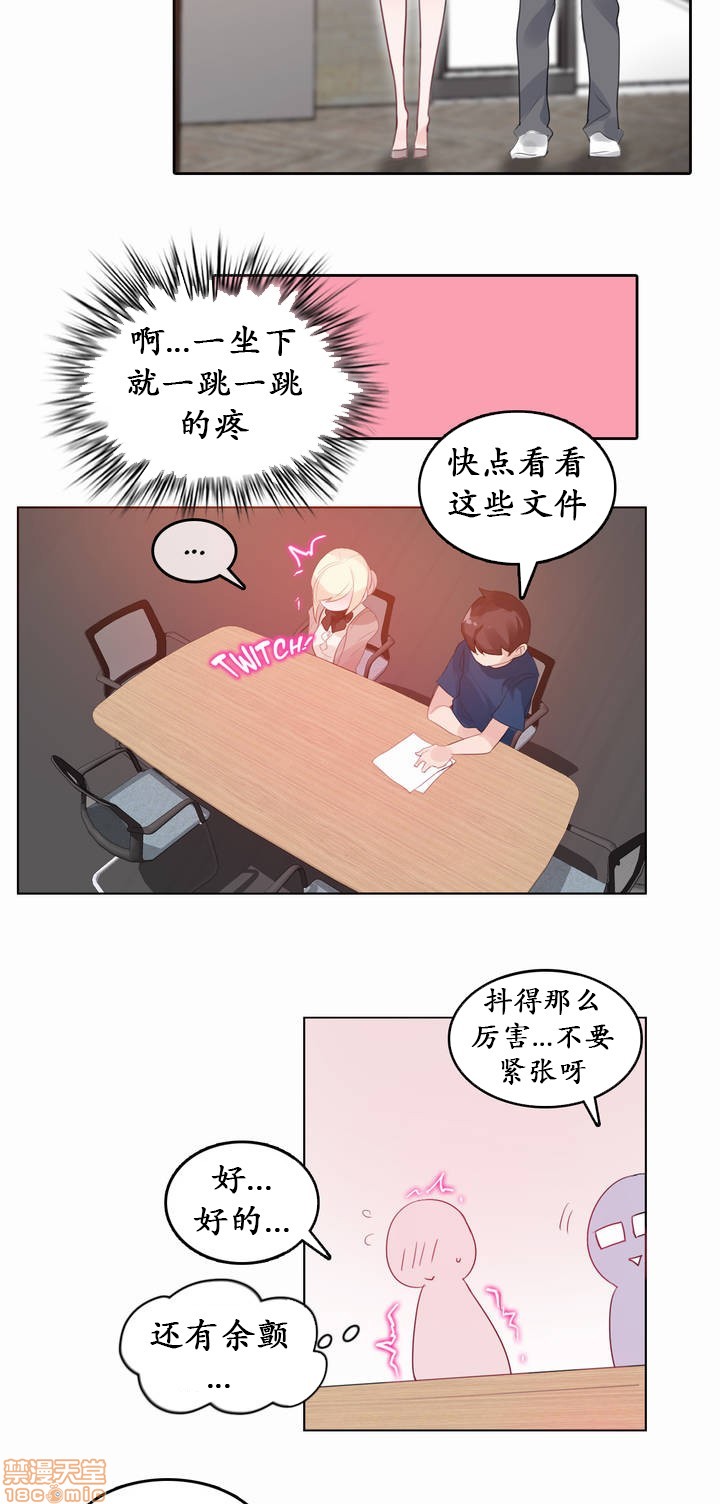 啊...一坐下
就一跳一跳
的疼
快点看看
这些文件
...
TWITCH!
抖得那么
厉害...不要
紧张呀
好...
好的...
还有余颤
...
禁漫天堂
18comic